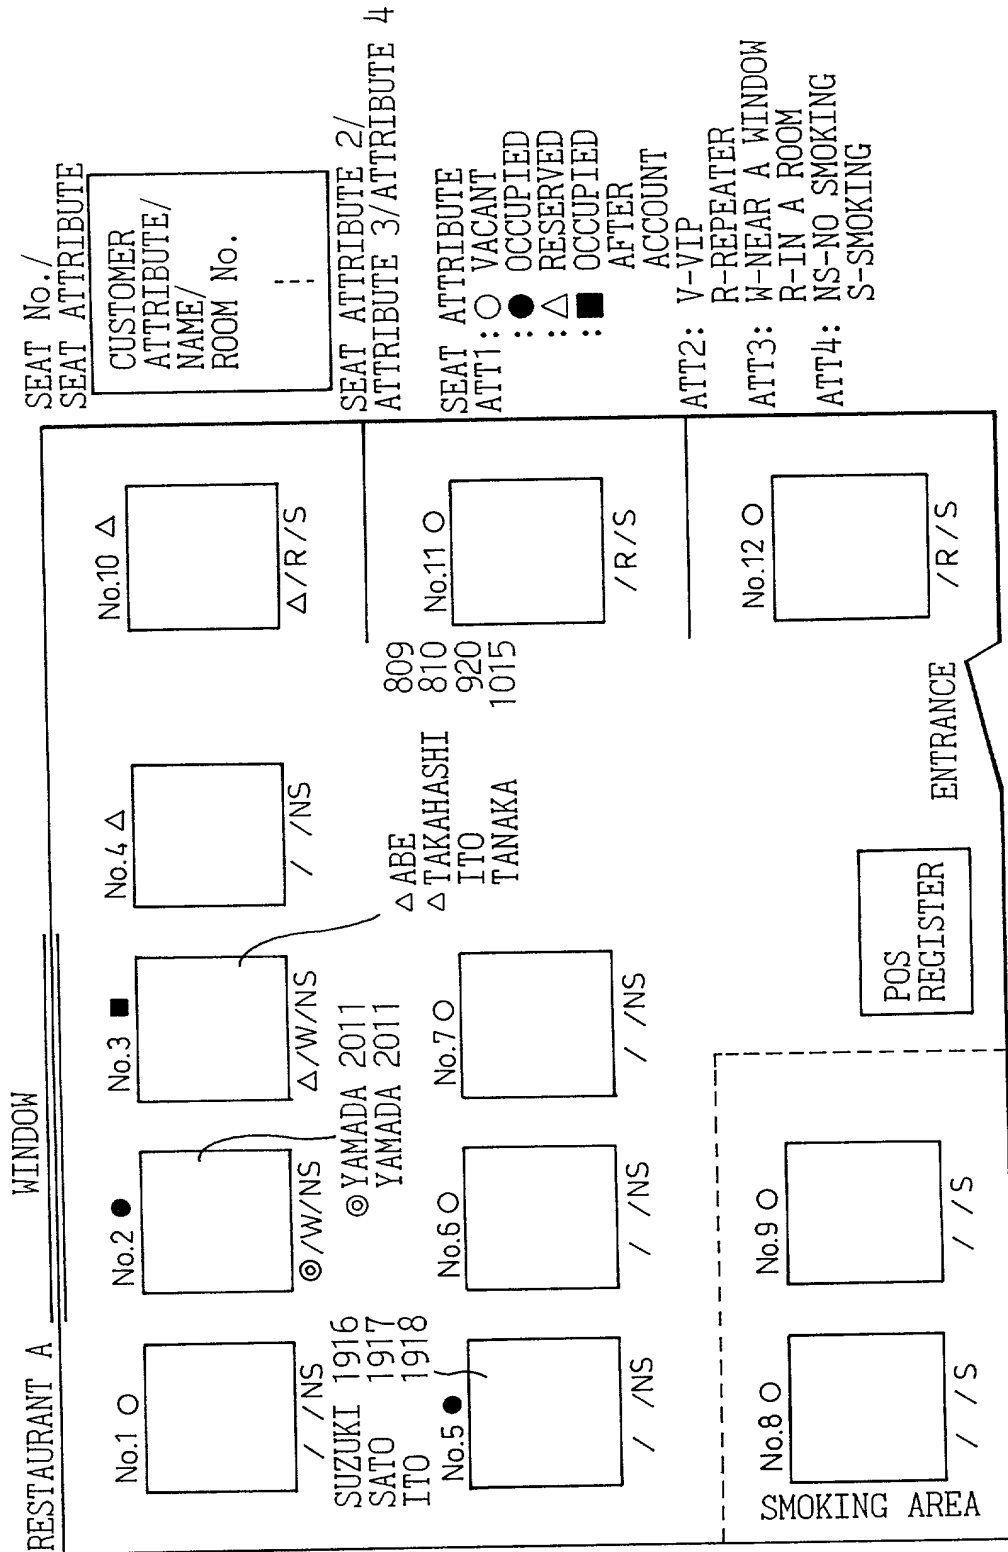 RESTAURANT A
WINDOW
No.1 ○
/ /NS
No.2 ●
◎/W/NS
No.3 ■
△/W/NS
No.4 △
/ /NS
No.10 △
△/R/S
SUZUKI 1916
SATO 1917
ITO 1918
◎YAMADA 2011
YAMADA 2011
△ABE 809
△TAKAHASHI 810
ITO 920
TANAKA 1015
No.5 ●
/ /NS
No.6 ○
/ /NS
No.7 ○
/ /NS
No.11 ○
/R/S
No.8 ○
/ /S
No.9 ○
/ /S
SMOKING AREA
POS
REGISTER
ENTRANCE
No.12 ○
/R/S
SEAT No./
SEAT ATTRIBUTE
CUSTOMER
ATTRIBUTE/
NAME/
ROOM No.
SEAT ATTRIBUTE 2/
ATTRIBUTE 3/ATTRIBUTE 4
SEAT ATTRIBUTE
ATT1: ○ VACANT
: ● OCCUPIED
: △ RESERVED
: ■ OCCUPIED
AFTER
ACCOUNT
ATT2: V-VIP
R-REPEATER
ATT3: W-NEAR A WINDOW
R-IN A ROOM
ATT4: NS-NO SMOKING
S-SMOKING